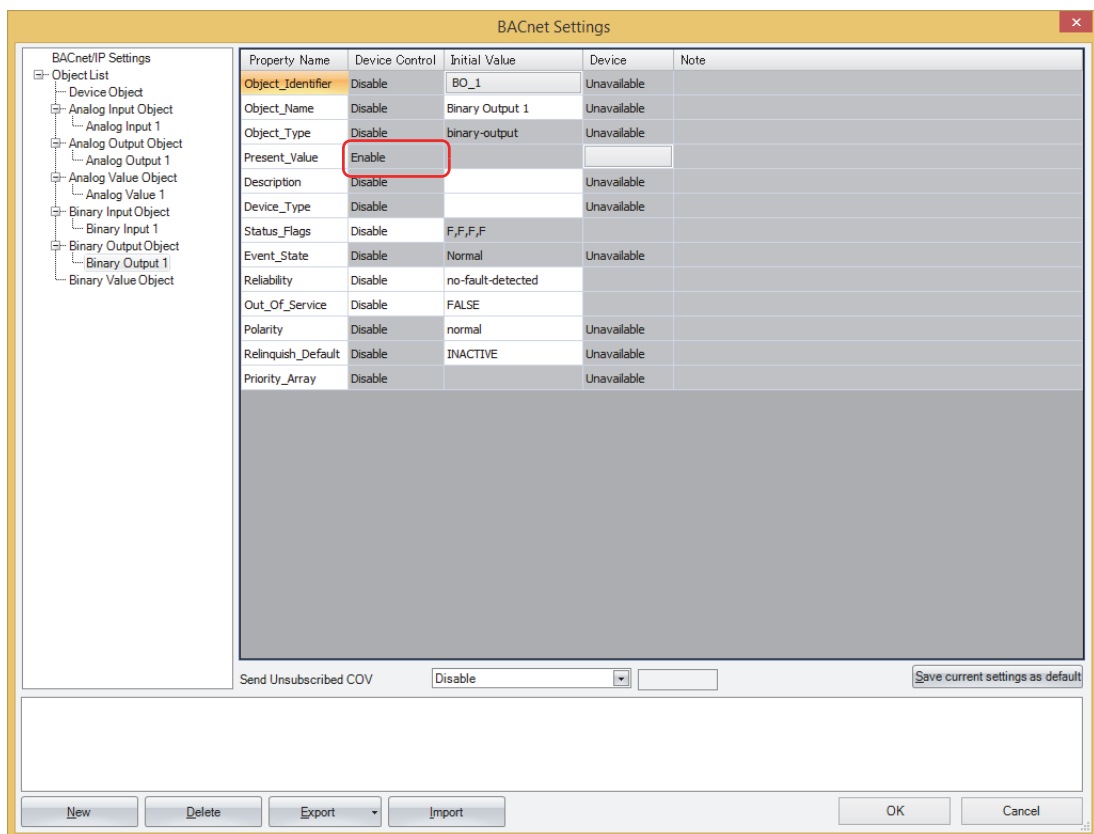 BACnet Settings
BACnet/IP Settings
Object List
Device Object
Analog Input Object
Analog Input 1
Analog Output Object
Analog Output 1
Analog Value Object
Analog Value 1
Binary Input Object
Binary Input 1
Binary Output Object
Binary Output 1
Binary Value Object
Property Name Device Control Initial Value Device Note
Object_Identifier Disable BO_1 Unavailable
Object_Name Disable Binary Output 1 Unavailable
Object_Type Disable binary-output Unavailable
Present_Value Enable
Description Disable Unavailable
Device_Type Disable Unavailable
Status_Flags Disable F,F,F,F
Event_State Disable Normal Unavailable
Reliability Disable no-fault-detected
Out_Of_Service Disable FALSE
Polarity Disable normal Unavailable
Relinquish_Default Disable INACTIVE Unavailable
Priority_Array Disable Unavailable
Send Unsubscribed COV Disable Save current settings as default
New Delete Export Import OK Cancel